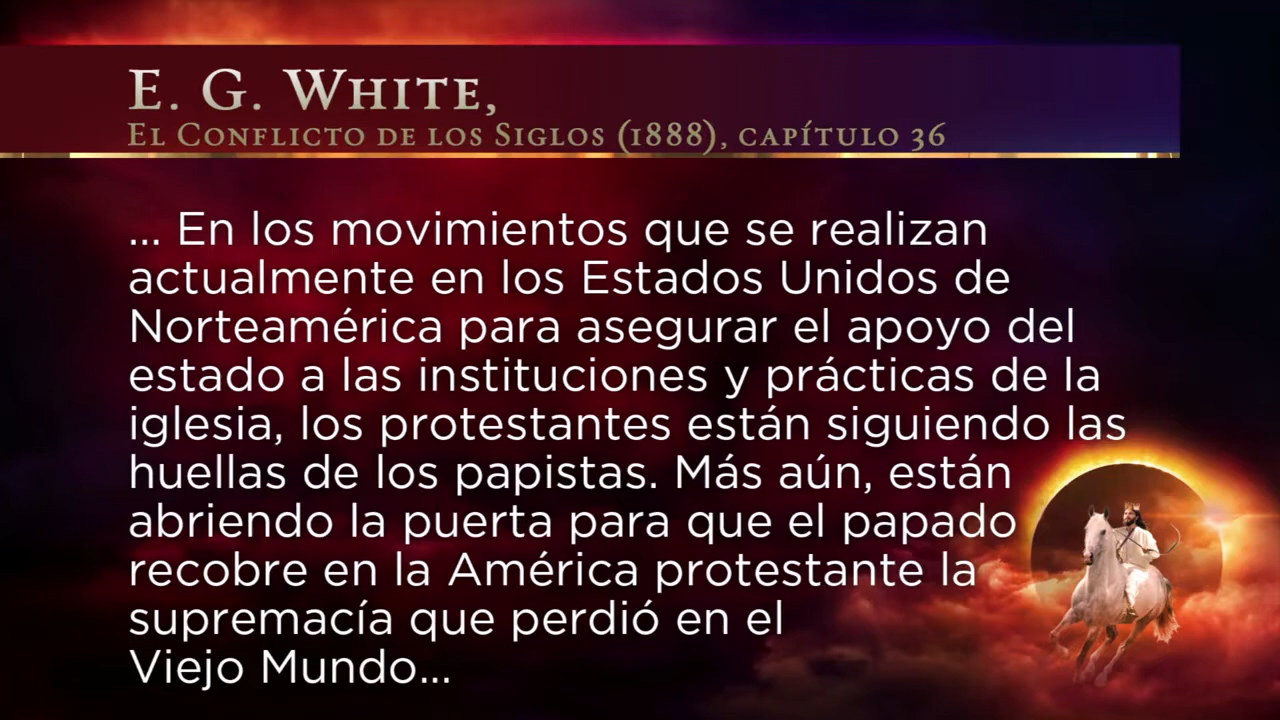 E. G. White,
El Conflicto de los Siglos (1888), capítulo 36
... En los movimientos que se realizan
actualmente en los Estados Unidos de
Norteamérica para asegurar el apoyo del
estado a las instituciones y prácticas de la
iglesia, los protestantes están siguiendo las
huellas de los papistas. Más aún, están
abriendo la puerta para que el papado
recobre en la América protestante la
supremacía que perdió en el
Viejo Mundo...